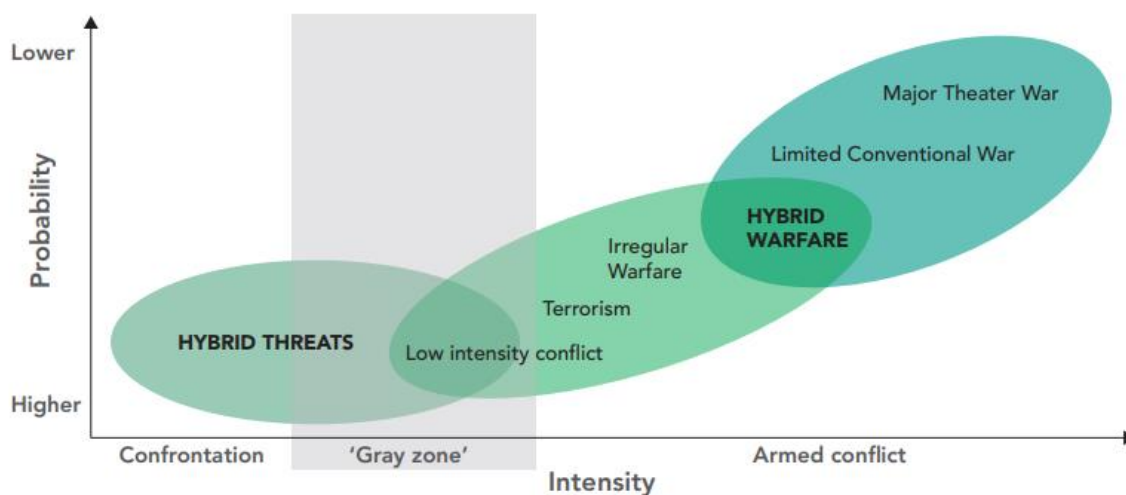 Lower
Probability
Higher
Major Theater War
Limited Conventional War
HYBRID
WARFARE
Irregular
Warfare
Terrorism
HYBRID THREATS
Low intensity conflict
Confrontation
'Gray zone'
Armed conflict
Intensity